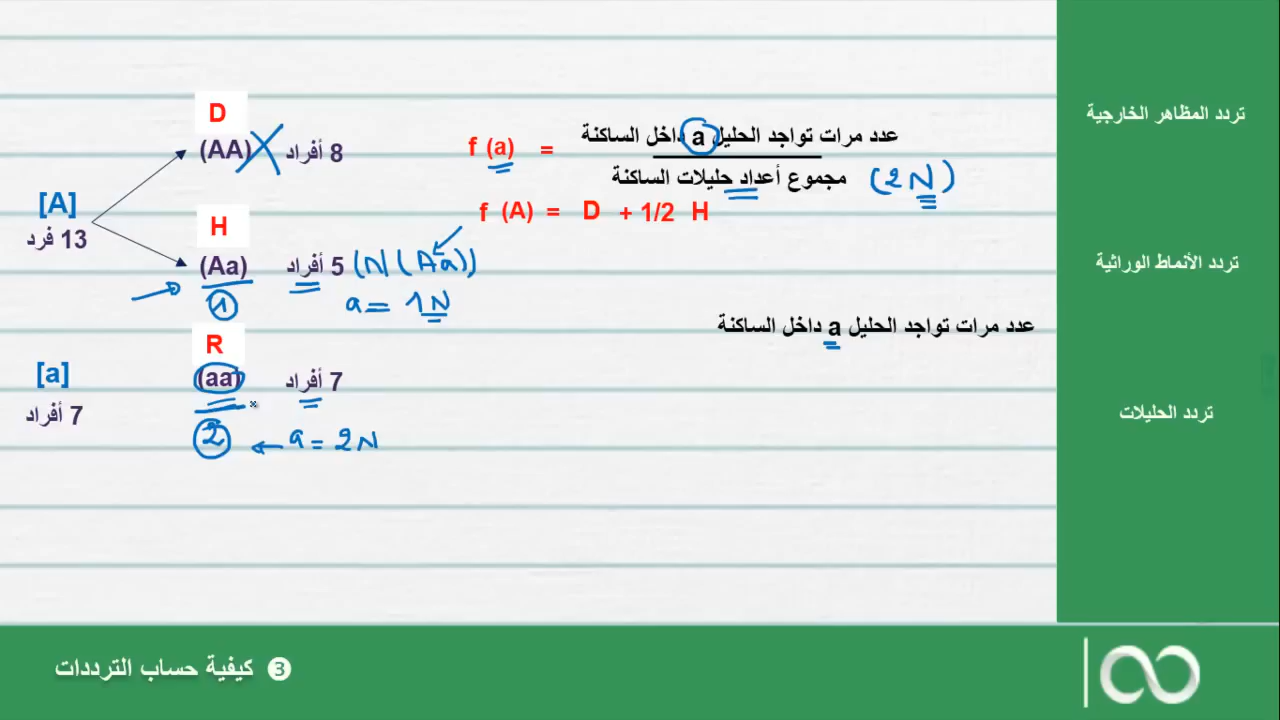 D
(AA) 8 أفراد
[A]
13 فرد
H
(Aa) 5 أفراد (N(Aa))
1 a = 1N
R
(aa) 7 أفراد
[a]
7 أفراد
2 ← a = 2N
f (a) =
عدد مرات تواجد الحليل a داخل الساكنة
مجموع أعداد حليلات الساكنة (2N)
f (A) = D + 1/2 H
عدد مرات تواجد الحليل a داخل الساكنة
تردد المظاهر الخارجية
تردد الأنماط الوراثية
تردد الحليلات
❸ كيفية حساب الترددات